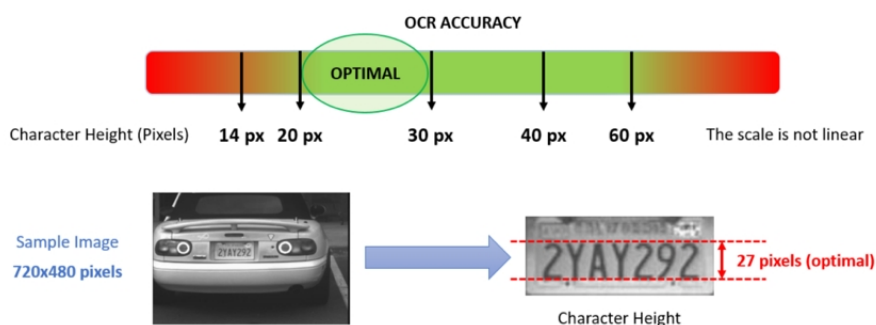 OCR ACCURACY
OPTIMAL
Character Height (Pixels) 14 px 20 px 30 px 40 px 60 px The scale is not linear
Sample Image
720x480 pixels
2YAY292
2YAY292
27 pixels (optimal)
Character Height